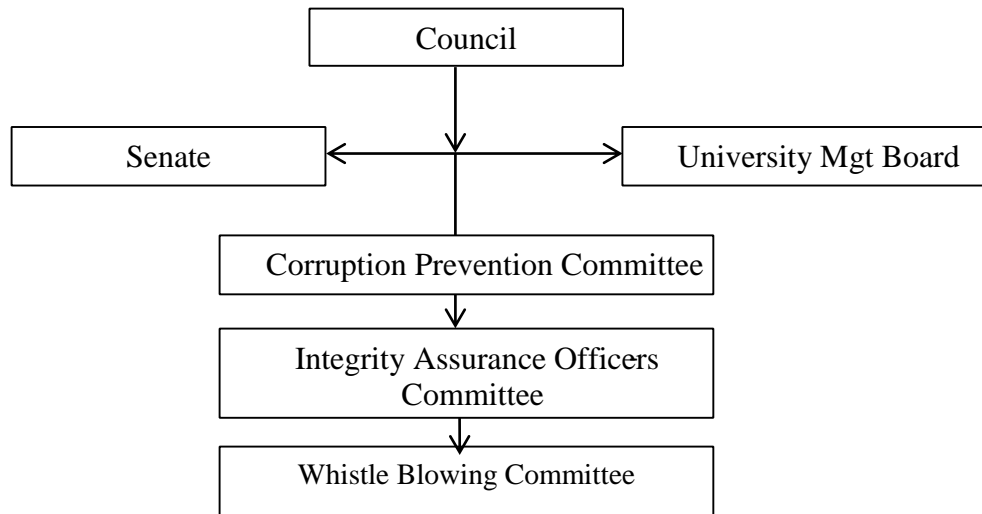 Council
Senate
University Mgt Board
Corruption Prevention Committee
Integrity Assurance Officers
Committee
Whistle Blowing Committee